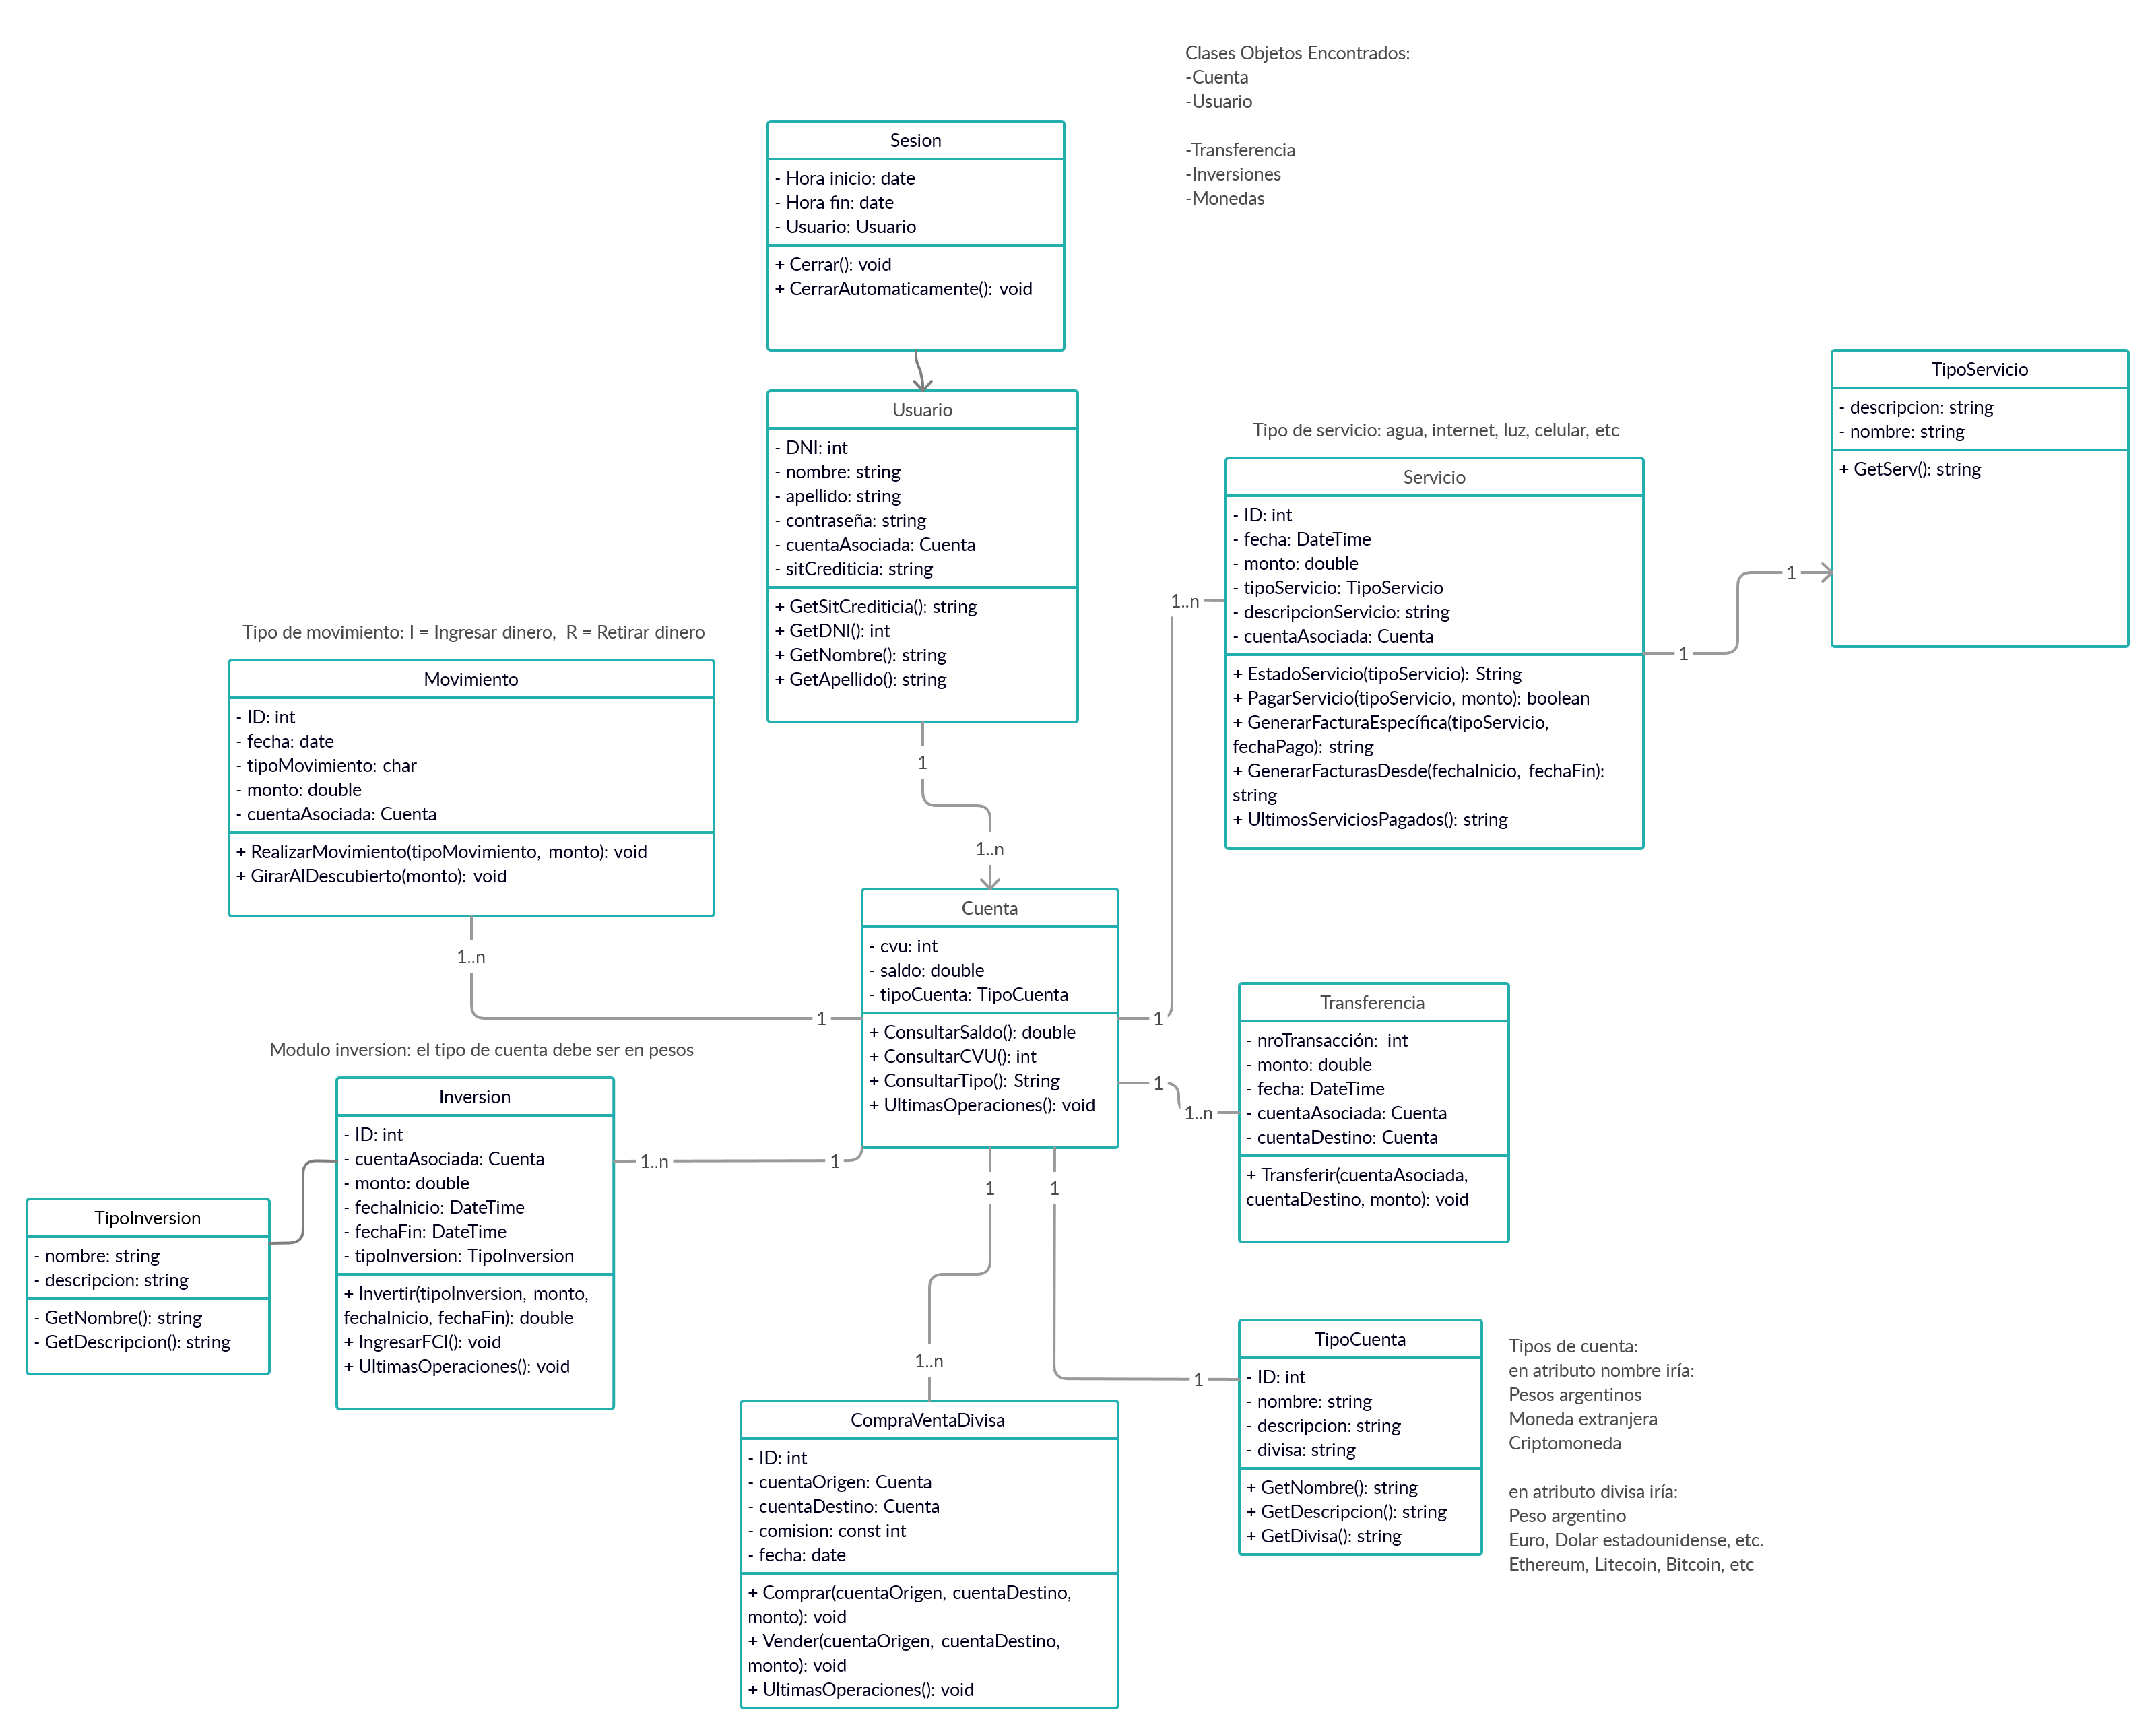 Clases Objetos Encontrados:
-Cuenta
-Usuario
-Transferencia
-Inversiones
-Monedas
Sesion
- Hora inicio: date
- Hora fin: date
- Usuario: Usuario
+ Cerrar(): void
+ CerrarAutomaticamente(): void
Usuario
- DNI: int
- nombre: string
- apellido: string
- contraseña: string
- cuentaAsociada: Cuenta
- sitCrediticia: string
+ GetSitCrediticia(): string
+ GetDNI(): int
+ GetNombre(): string
+ GetApellido(): string
1
1..n
TipoServicio
- descripcion: string
- nombre: string
+ GetServ(): string
Tipo de servicio: agua, internet, luz, celular, etc
Servicio
- ID: int
- fecha: DateTime
- monto: double
- tipoServicio: TipoServicio
- descripcionServicio: string
- cuentaAsociada: Cuenta
+ EstadoServicio(tipoServicio): String
+ PagarServicio(tipoServicio, monto): boolean
+ GenerarFacturaEspecífica(tipoServicio,
fechaPago): string
+ GenerarFacturasDesde(fechaInicio, fechaFin):
string
+ UltimosServiciosPagados(): string
1
1
1..n
1
Tipo de movimiento: I = Ingresar dinero, R = Retirar dinero
Movimiento
- ID: int
- fecha: date
- tipoMovimiento: char
- monto: double
- cuentaAsociada: Cuenta
+ RealizarMovimiento(tipoMovimiento, monto): void
+ GirarAlDescubierto(monto): void
1..n
1
Cuenta
- cvu: int
- saldo: double
- tipoCuenta: TipoCuenta
+ ConsultarSaldo(): double
+ ConsultarCVU(): int
+ ConsultarTipo(): String
+ UltimasOperaciones(): void
Transferencia
- nroTransacción: int
- monto: double
- fecha: DateTime
- cuentaAsociada: Cuenta
- cuentaDestino: Cuenta
+ Transferir(cuentaAsociada,
cuentaDestino, monto): void
1
1..n
Modulo inversion: el tipo de cuenta debe ser en pesos
Inversion
- ID: int
- cuentaAsociada: Cuenta
- monto: double
- fechaInicio: DateTime
- fechaFin: DateTime
- tipoInversion: TipoInversion
+ Invertir(tipoInversion, monto,
fechaInicio, fechaFin): double
+ IngresarFCI(): void
+ UltimasOperaciones(): void
1..n
1
TipoInversion
- nombre: string
- descripcion: string
- GetNombre(): string
- GetDescripcion(): string
1
1..n
1
1
CompraVentaDivisa
- ID: int
- cuentaOrigen: Cuenta
- cuentaDestino: Cuenta
- comision: const int
- fecha: date
+ Comprar(cuentaOrigen, cuentaDestino,
monto): void
+ Vender(cuentaOrigen, cuentaDestino,
monto): void
+ UltimasOperaciones(): void
TipoCuenta
- ID: int
- nombre: string
- descripcion: string
- divisa: string
+ GetNombre(): string
+ GetDescripcion(): string
+ GetDivisa(): string
Tipos de cuenta:
en atributo nombre iría:
Pesos argentinos
Moneda extranjera
Criptomoneda
en atributo divisa iría:
Peso argentino
Euro, Dolar estadounidense, etc.
Ethereum, Litecoin, Bitcoin, etc